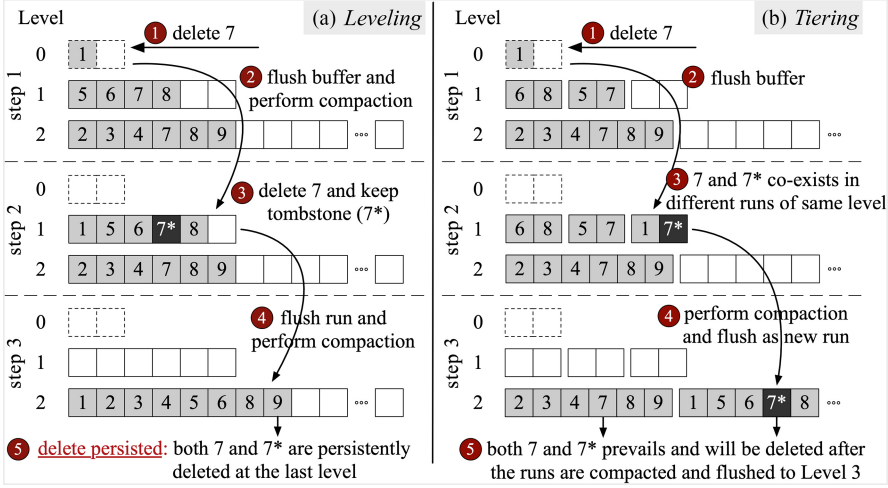 Level
(a) Leveling
step 1
0
1
1 delete 7
2 flush buffer and
perform compaction
1
5 6 7 8
2
2 3 4 7 8 9
step 2
0
3 delete 7 and keep
tombstone (7*)
1
1 5 6 7* 8
2
2 3 4 7 8 9
step 3
0
4 flush run and
perform compaction
1
2
1 2 3 4 5 6 8 9
5 delete persisted: both 7 and 7* are persistently
deleted at the last level
Level
(b) Tiering
step 1
0
1
1 delete 7
2 flush buffer
1
6 8 5 7
2
2 3 4 7 8 9
step 2
0
3 7 and 7* co-exists in
different runs of same level
1
6 8 5 7 1 7*
2
2 3 4 7 8 9
step 3
0
4 perform compaction
and flush as new run
1
2
2 3 4 7 8 9 1 5 6 7* 8
5 both 7 and 7* prevails and will be deleted after
the runs are compacted and flushed to Level 3